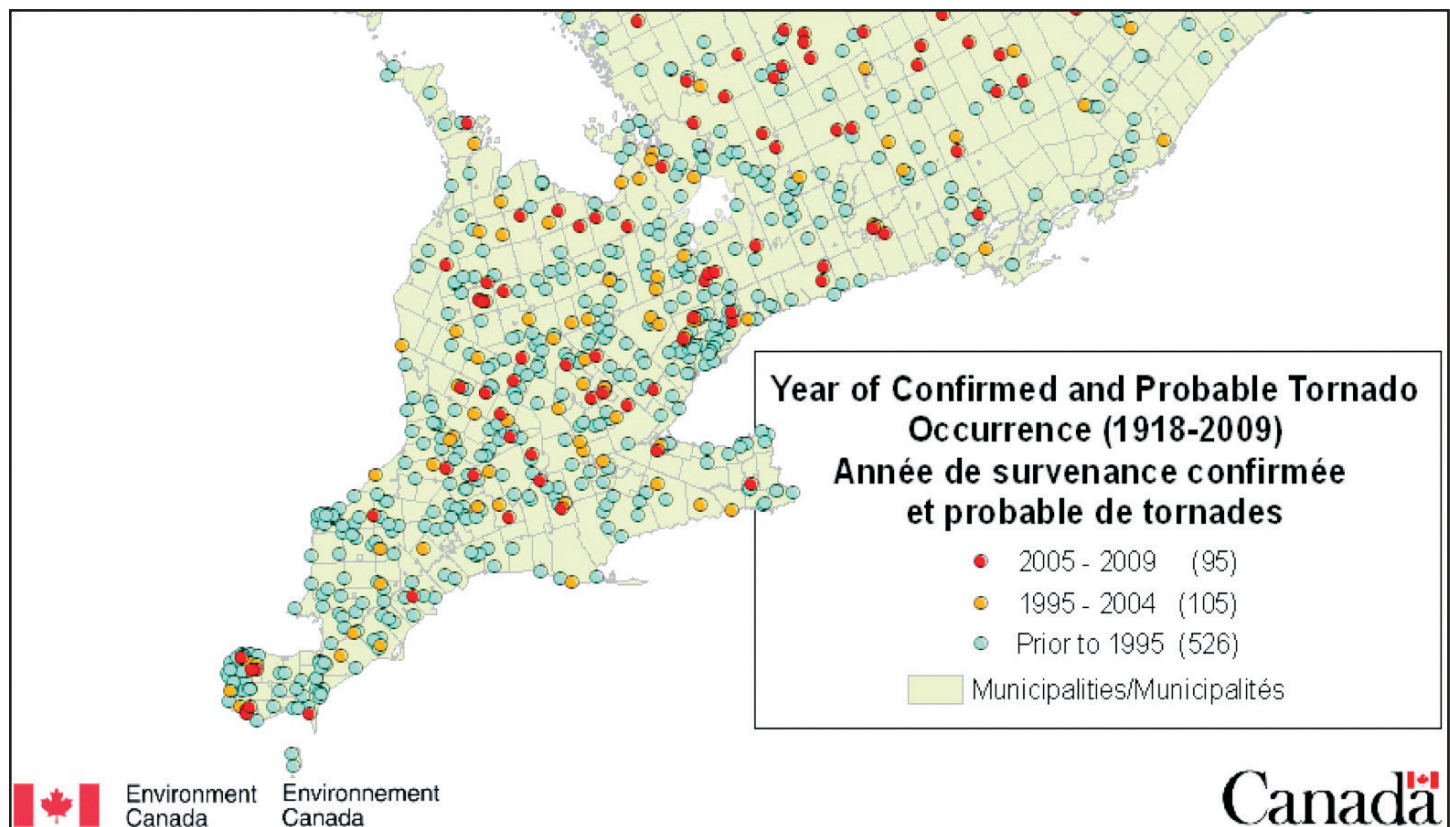 Year of Confirmed and Probable Tornado
Occurrence (1918-2009)
Année de survenance confirmée
et probable de tornades
2005 - 2009 (95)
1995 - 2004 (105)
Prior to 1995 (526)
Municipalities/Municipalités
Environment
Canada
Environnement
Canada
Canada